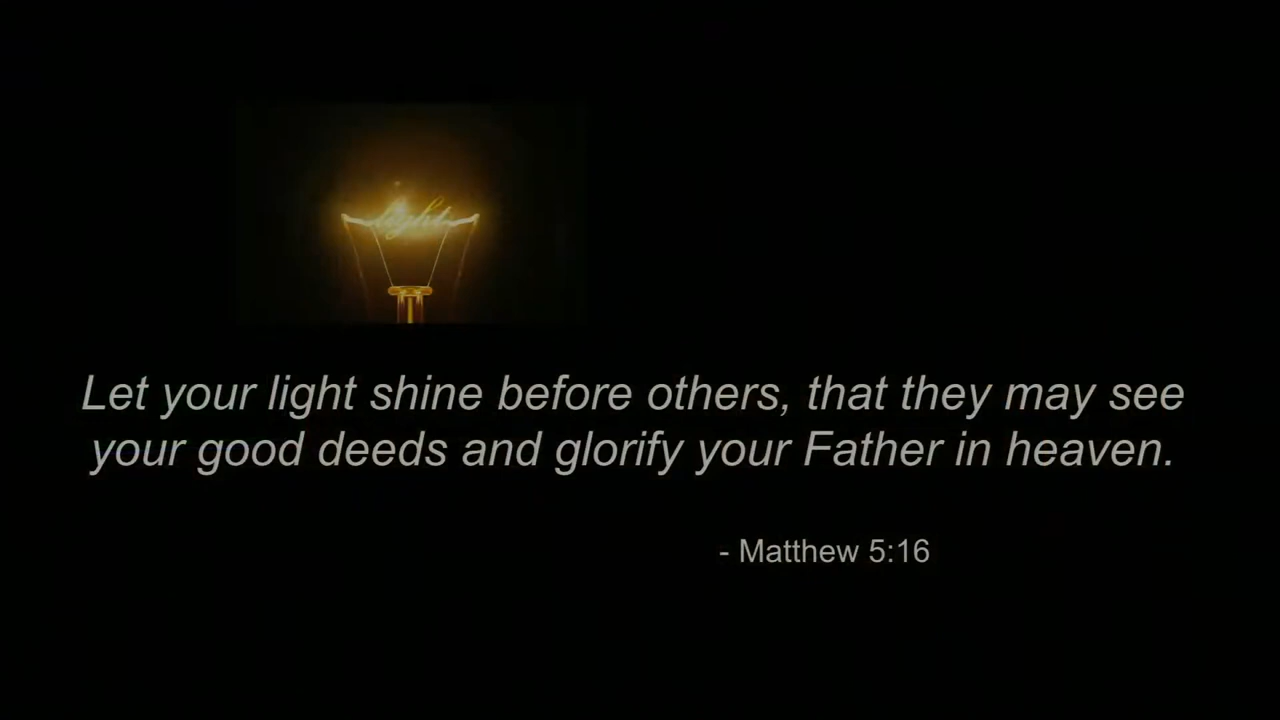 light
Let your light shine before others, that they may see
your good deeds and glorify your Father in heaven.
- Matthew 5:16